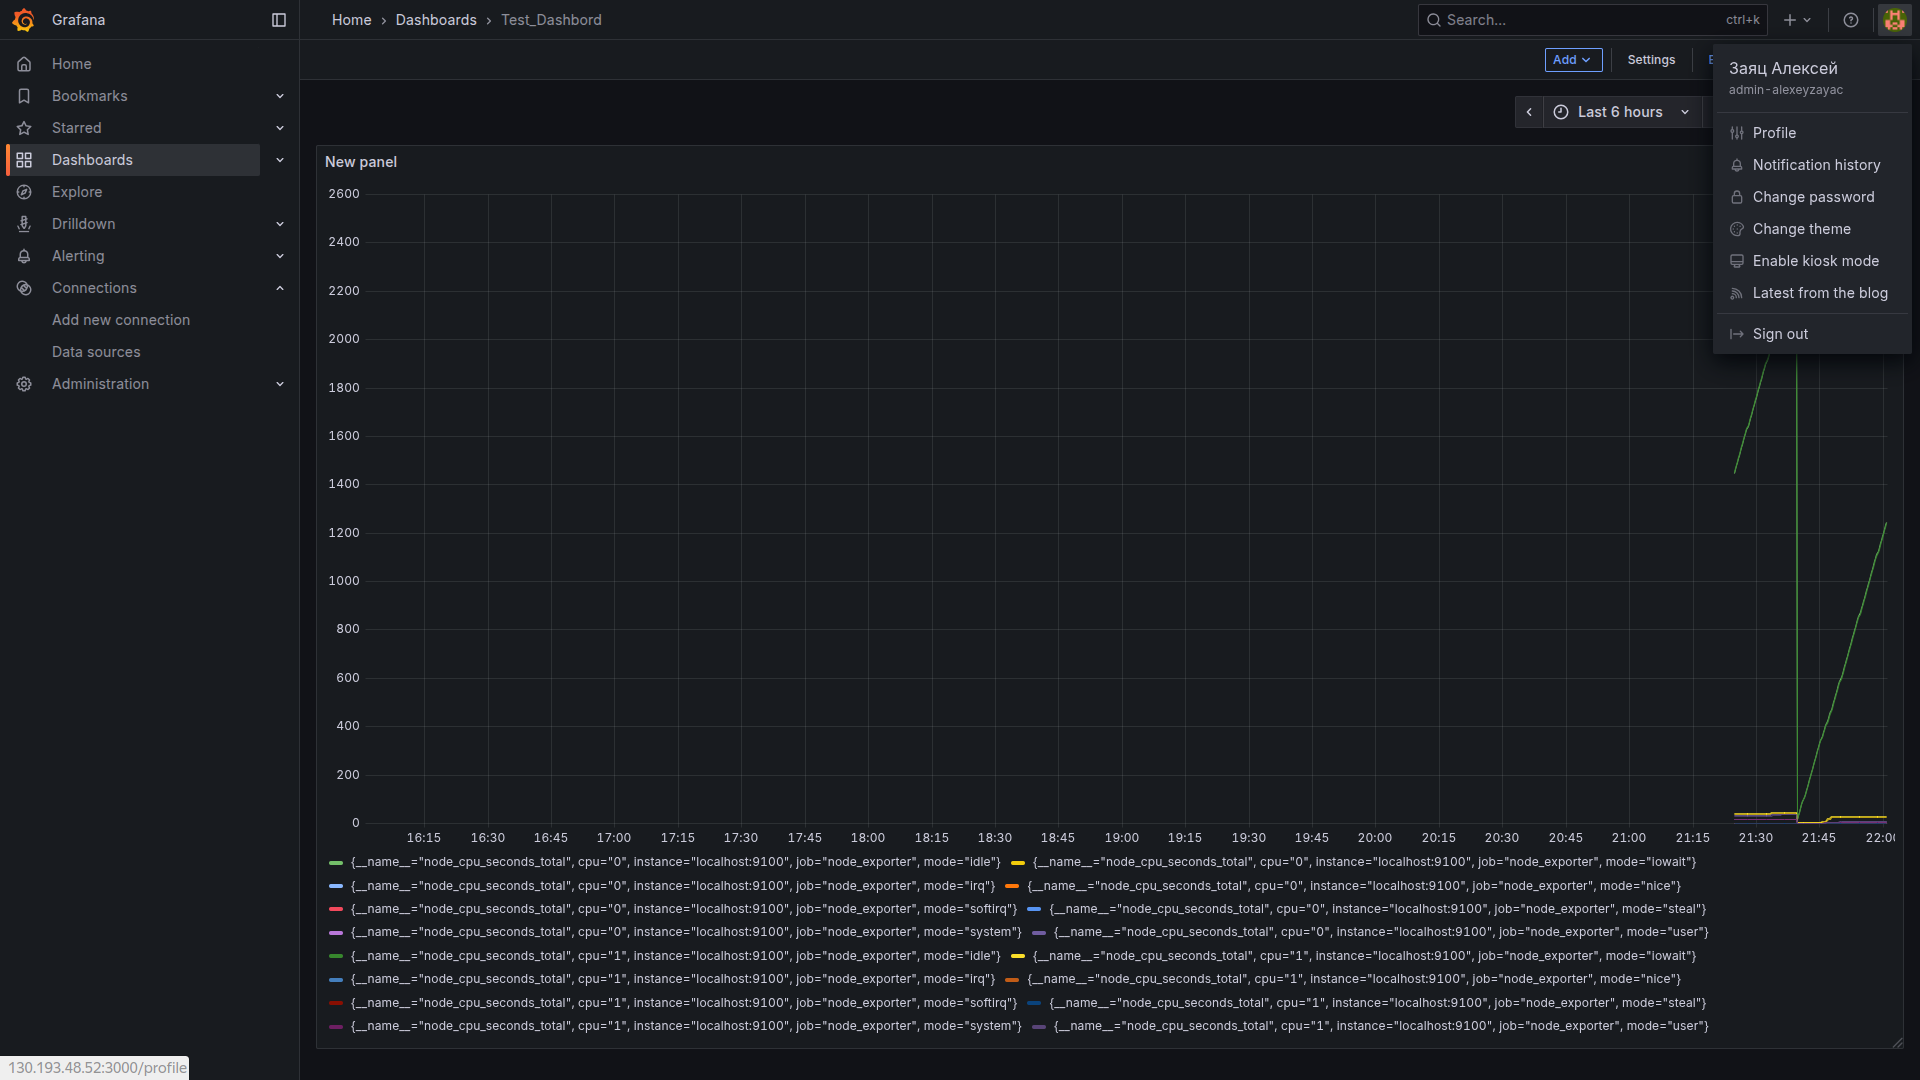 Grafana
Home › Dashboards › Test_Dashbord
Search... ctrl+k
Home
Bookmarks
Starred
Dashboards
Explore
Drilldown
Alerting
Connections
Add new connection
Data sources
Administration
Add
Settings
Last 6 hours
Заяц Алексей
admin-alexeyzayac
Profile
Notification history
Change password
Change theme
Enable kiosk mode
Latest from the blog
Sign out
New panel
2600
2400
2200
2000
1800
1600
1400
1200
1000
800
600
400
200
0
16:15 16:30 16:45 17:00 17:15 17:30 17:45 18:00 18:15 18:30 18:45 19:00 19:15 19:30 19:45 20:00 20:15 20:30 20:45 21:00 21:15 21:30 21:45 22:00
{__name__="node_cpu_seconds_total", cpu="0", instance="localhost:9100", job="node_exporter", mode="idle"} {__name__="node_cpu_seconds_total", cpu="0", instance="localhost:9100", job="node_exporter", mode="iowait"}
{__name__="node_cpu_seconds_total", cpu="0", instance="localhost:9100", job="node_exporter", mode="irq"} {__name__="node_cpu_seconds_total", cpu="0", instance="localhost:9100", job="node_exporter", mode="nice"}
{__name__="node_cpu_seconds_total", cpu="0", instance="localhost:9100", job="node_exporter", mode="softirq"} {__name__="node_cpu_seconds_total", cpu="0", instance="localhost:9100", job="node_exporter", mode="steal"}
{__name__="node_cpu_seconds_total", cpu="0", instance="localhost:9100", job="node_exporter", mode="system"} {__name__="node_cpu_seconds_total", cpu="0", instance="localhost:9100", job="node_exporter", mode="user"}
{__name__="node_cpu_seconds_total", cpu="1", instance="localhost:9100", job="node_exporter", mode="idle"} {__name__="node_cpu_seconds_total", cpu="1", instance="localhost:9100", job="node_exporter", mode="iowait"}
{__name__="node_cpu_seconds_total", cpu="1", instance="localhost:9100", job="node_exporter", mode="irq"} {__name__="node_cpu_seconds_total", cpu="1", instance="localhost:9100", job="node_exporter", mode="nice"}
{__name__="node_cpu_seconds_total", cpu="1", instance="localhost:9100", job="node_exporter", mode="softirq"} {__name__="node_cpu_seconds_total", cpu="1", instance="localhost:9100", job="node_exporter", mode="steal"}
{__name__="node_cpu_seconds_total", cpu="1", instance="localhost:9100", job="node_exporter", mode="system"} {__name__="node_cpu_seconds_total", cpu="1", instance="localhost:9100", job="node_exporter", mode="user"}
130.193.48.52:3000/profile